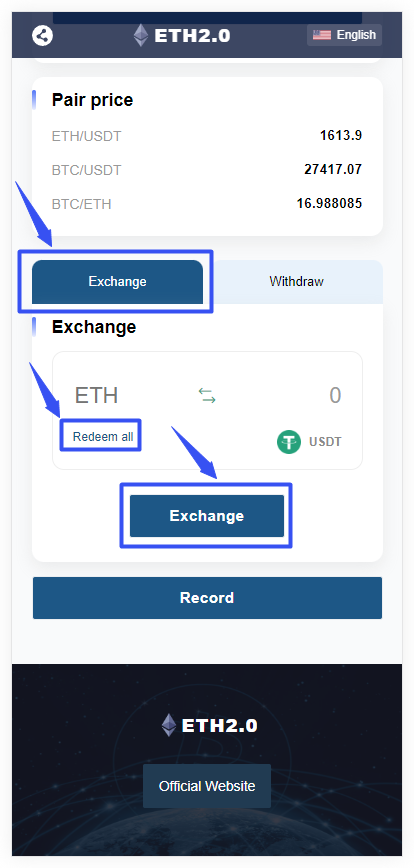 ETH2.0
English
Pair price
ETH/USDT 1613.9
BTC/USDT 27417.07
BTC/ETH 16.988085
Exchange Withdraw
Exchange
ETH 0
Redeem all USDT
Exchange
Record
ETH2.0
Official Website